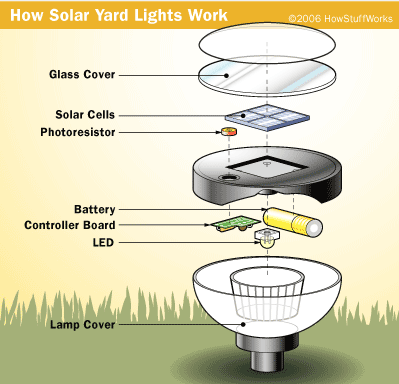 How Solar Yard Lights Work
©2006 HowStuffWorks
Glass Cover
Solar Cells
Photoresistor
Battery
Controller Board
LED
Lamp Cover